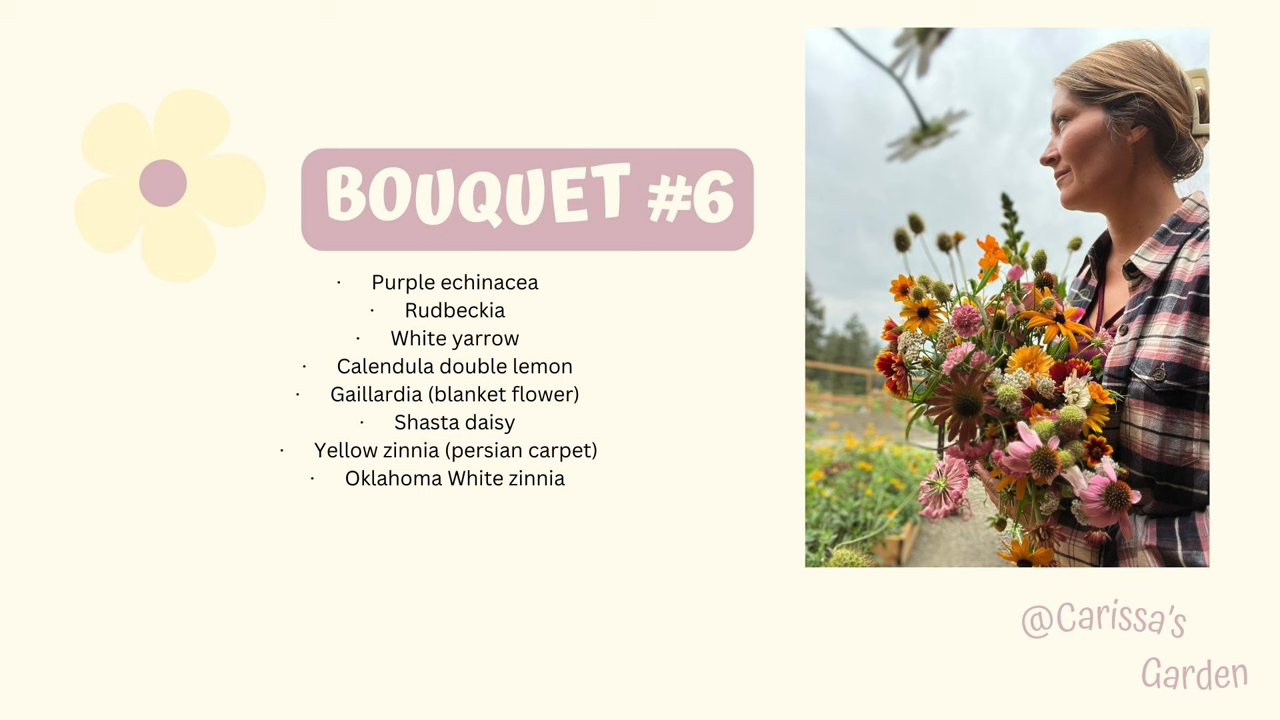 BOUQUET #6
· Purple echinacea
· Rudbeckia
· White yarrow
· Calendula double lemon
· Gaillardia (blanket flower)
· Shasta daisy
· Yellow zinnia (persian carpet)
· Oklahoma White zinnia
@Carissa's
Garden